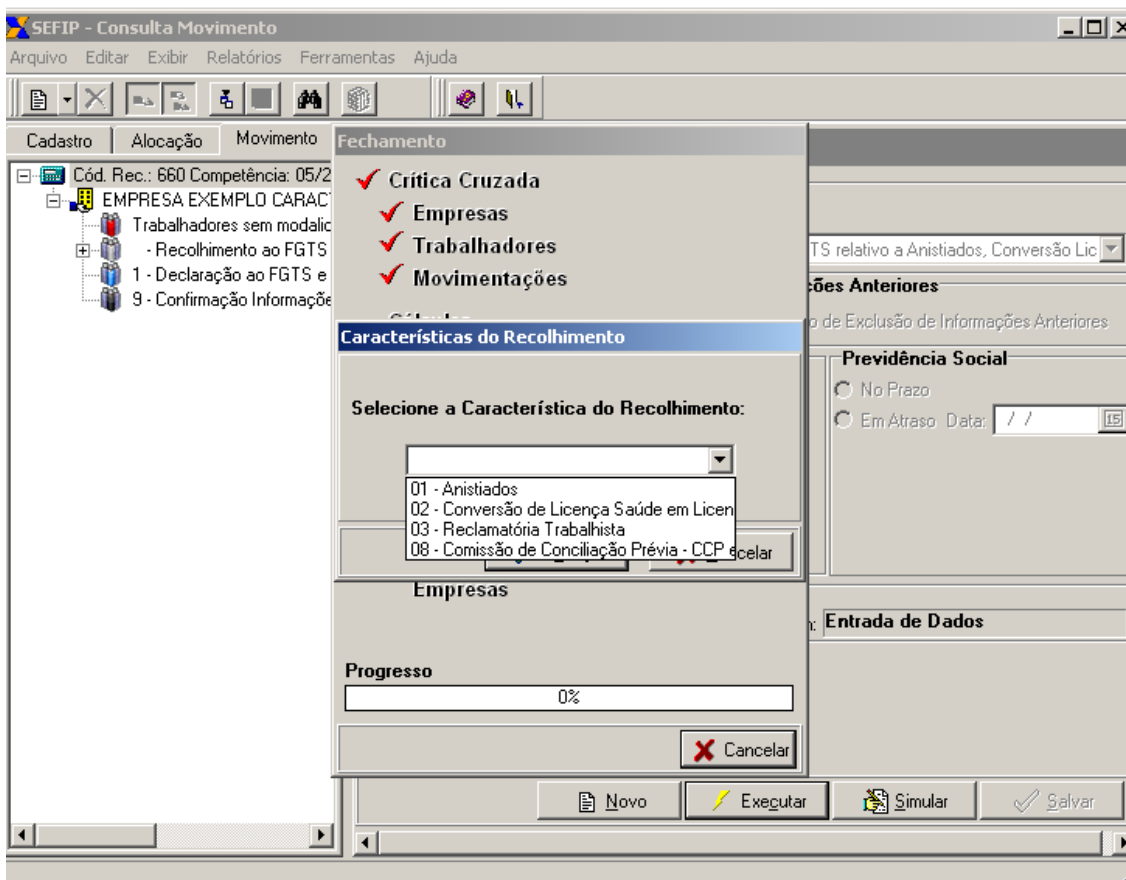 SEFIP - Consulta Movimento
Arquivo Editar Exibir Relatórios Ferramentas Ajuda
Cadastro Alocação Movimento
Cód. Rec.: 660 Competência: 05/2
EMPRESA EXEMPLO CARACT
Trabalhadores sem modalid
- Recolhimento ao FGTS
1 - Declaração ao FGTS e
9 - Confirmação Informaçõe
Fechamento
Crítica Cruzada
Empresas
Trabalhadores
Movimentações
Características do Recolhimento
Selecione a Característica do Recolhimento:
01 - Anistiados
02 - Conversão de Licença Saúde em Licen
03 - Reclamatória Trabalhista
08 - Comissão de Conciliação Prévia - CCP e
celar
Empresas
Progresso
0%
Cancelar
TS relativo a Anistiados, Conversão Lic
ões Anteriores
o de Exclusão de Informações Anteriores
Previdência Social
No Prazo
Em Atraso Data: / /
15
Entrada de Dados
Novo Executar Simular Salvar